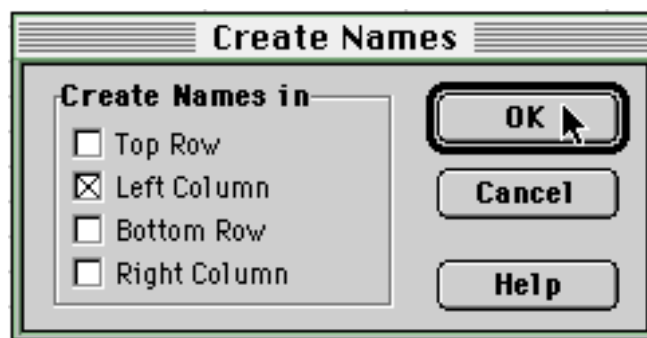 Create Names
Create Names in
Top Row
Left Column
Bottom Row
Right Column
OK
Cancel
Help